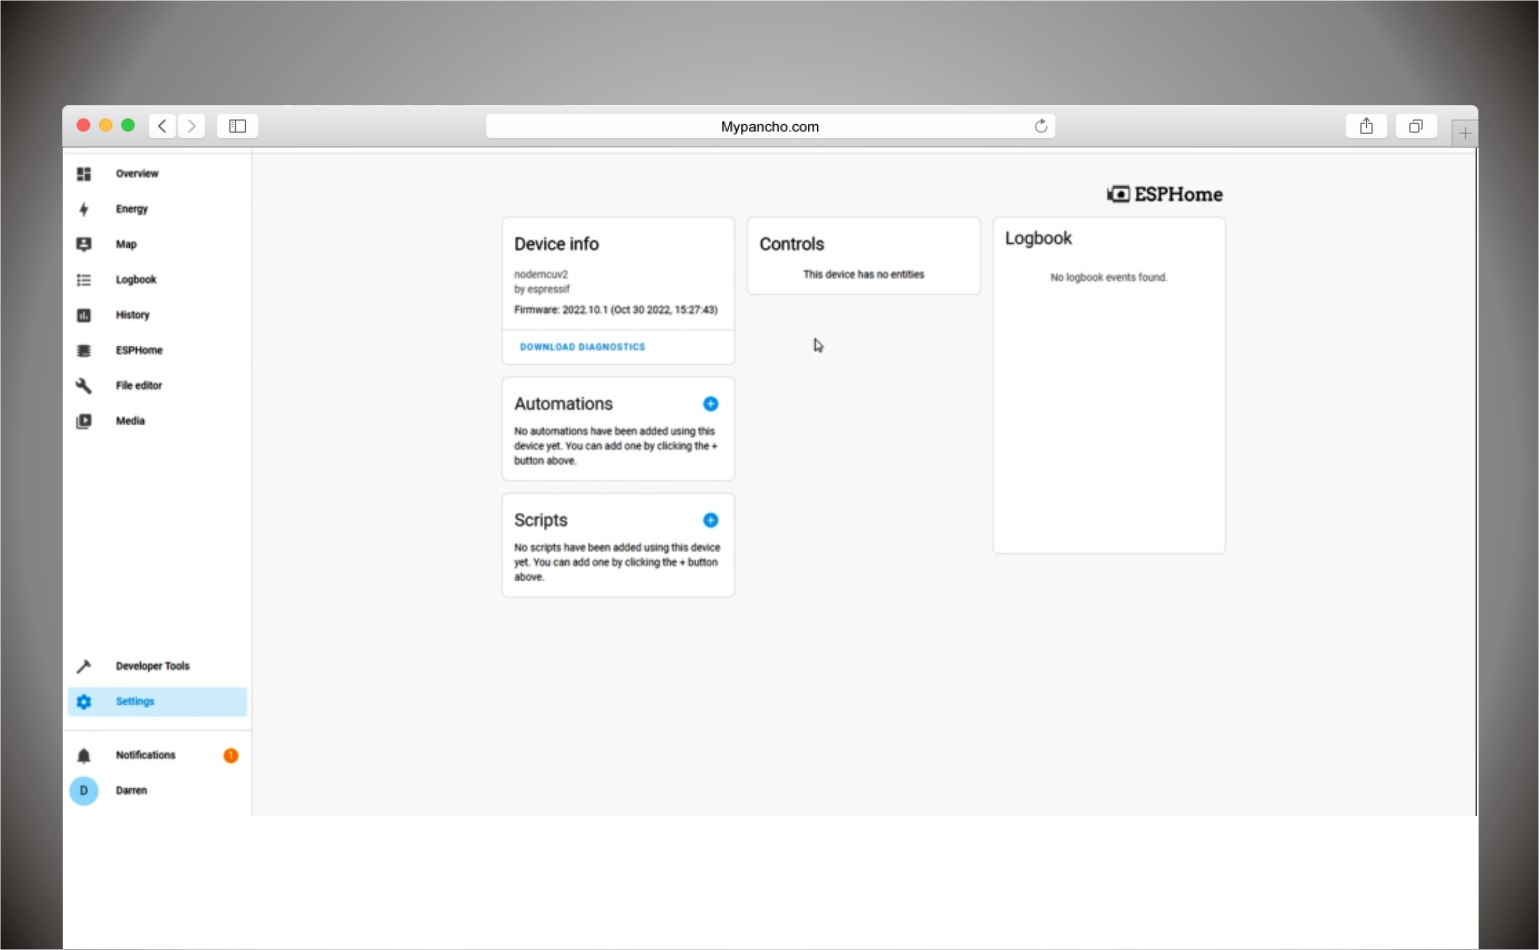 Mypancho.com
Overview
Energy
Map
Logbook
History
ESPHome
File editor
Media
Developer Tools
Settings
Notifications
1
D
Darren
ESPHome
Device info
nodemcuv2
by espressif
Firmware: 2022.10.1 (Oct 30 2022, 15:27:43)
DOWNLOAD DIAGNOSTICS
Automations
No automations have been added using this
device yet. You can add one by clicking the +
button above.
Scripts
No scripts have been added using this device
yet. You can add one by clicking the + button
above.
Controls
This device has no entities
Logbook
No logbook events found.